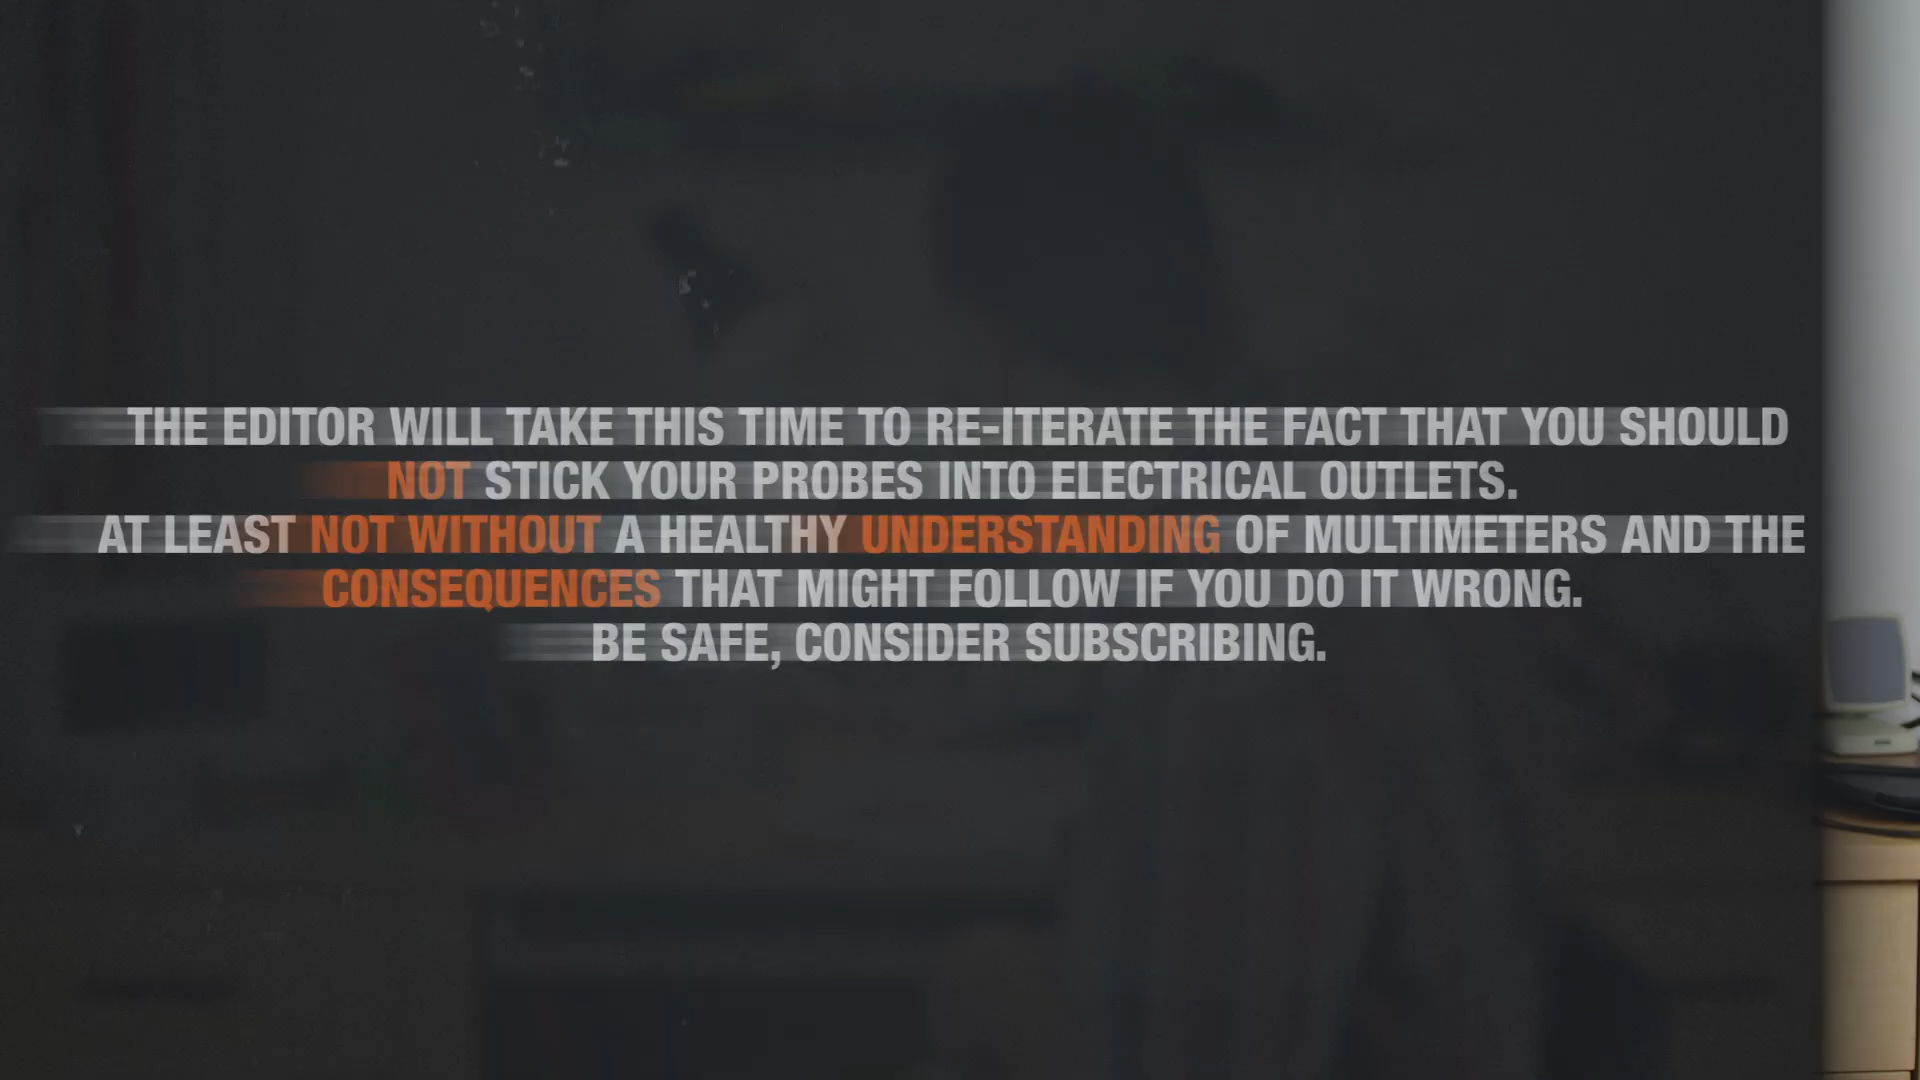 THE EDITOR WILL TAKE THIS TIME TO RE-ITERATE THE FACT THAT YOU SHOULD
NOT STICK YOUR PROBES INTO ELECTRICAL OUTLETS.
AT LEAST NOT WITHOUT A HEALTHY UNDERSTANDING OF MULTIMETERS AND THE
CONSEQUENCES THAT MIGHT FOLLOW IF YOU DO IT WRONG.
BE SAFE, CONSIDER SUBSCRIBING.